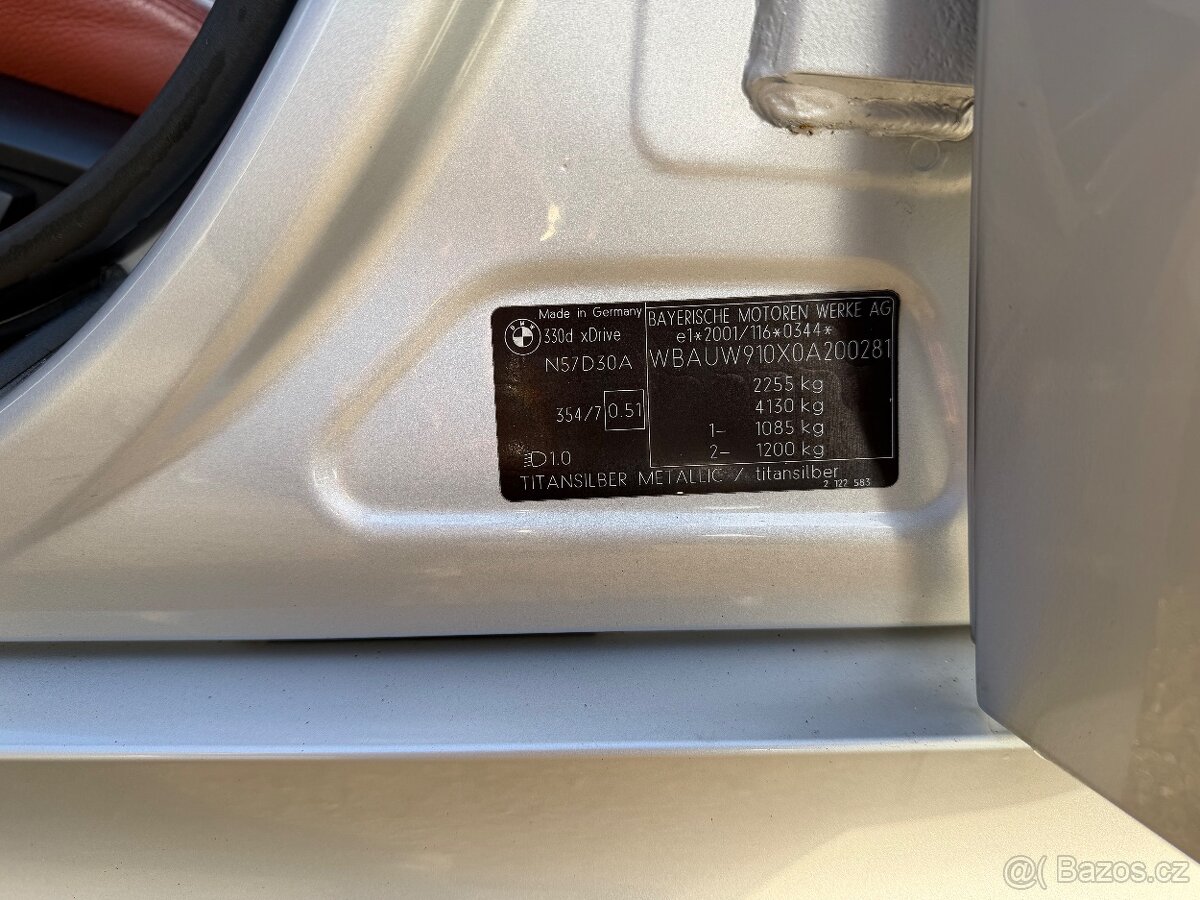 Made in Germany
BMW
330d xDrive
N57D30A
354/7 0.51
1.0
BAYERISCHE MOTOREN WERKE AG
e1*2001/116*0344*
WBAUW910X0A200281
2255 kg
4130 kg
1- 1085 kg
2- 1200 kg
TITANSILBER METALLIC / titansilber
2 122 583
@( Bazos.cz